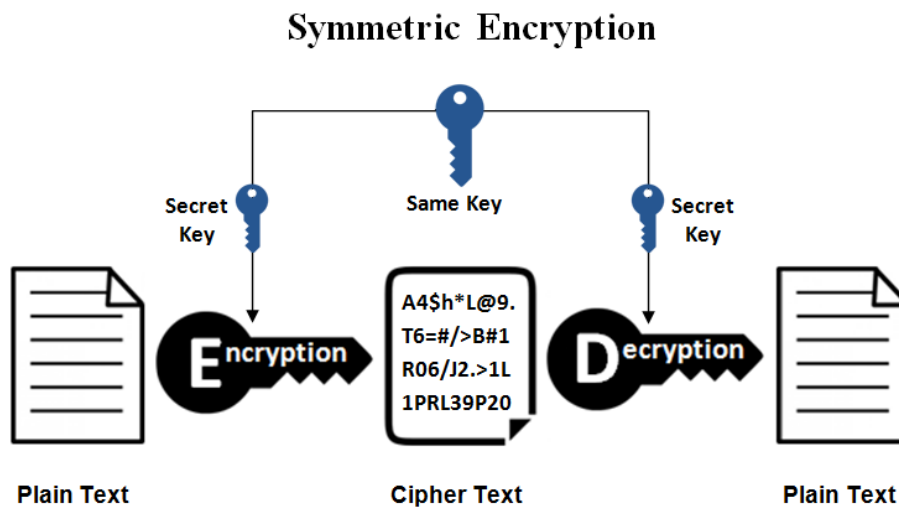 Symmetric Encryption
Secret
Key
Same Key
Secret
Key
Encryption
A4$h*L@9.
T6=#/>B#1
R06/J2.>1L
1PRL39P20
Decryption
Plain Text
Cipher Text
Plain Text